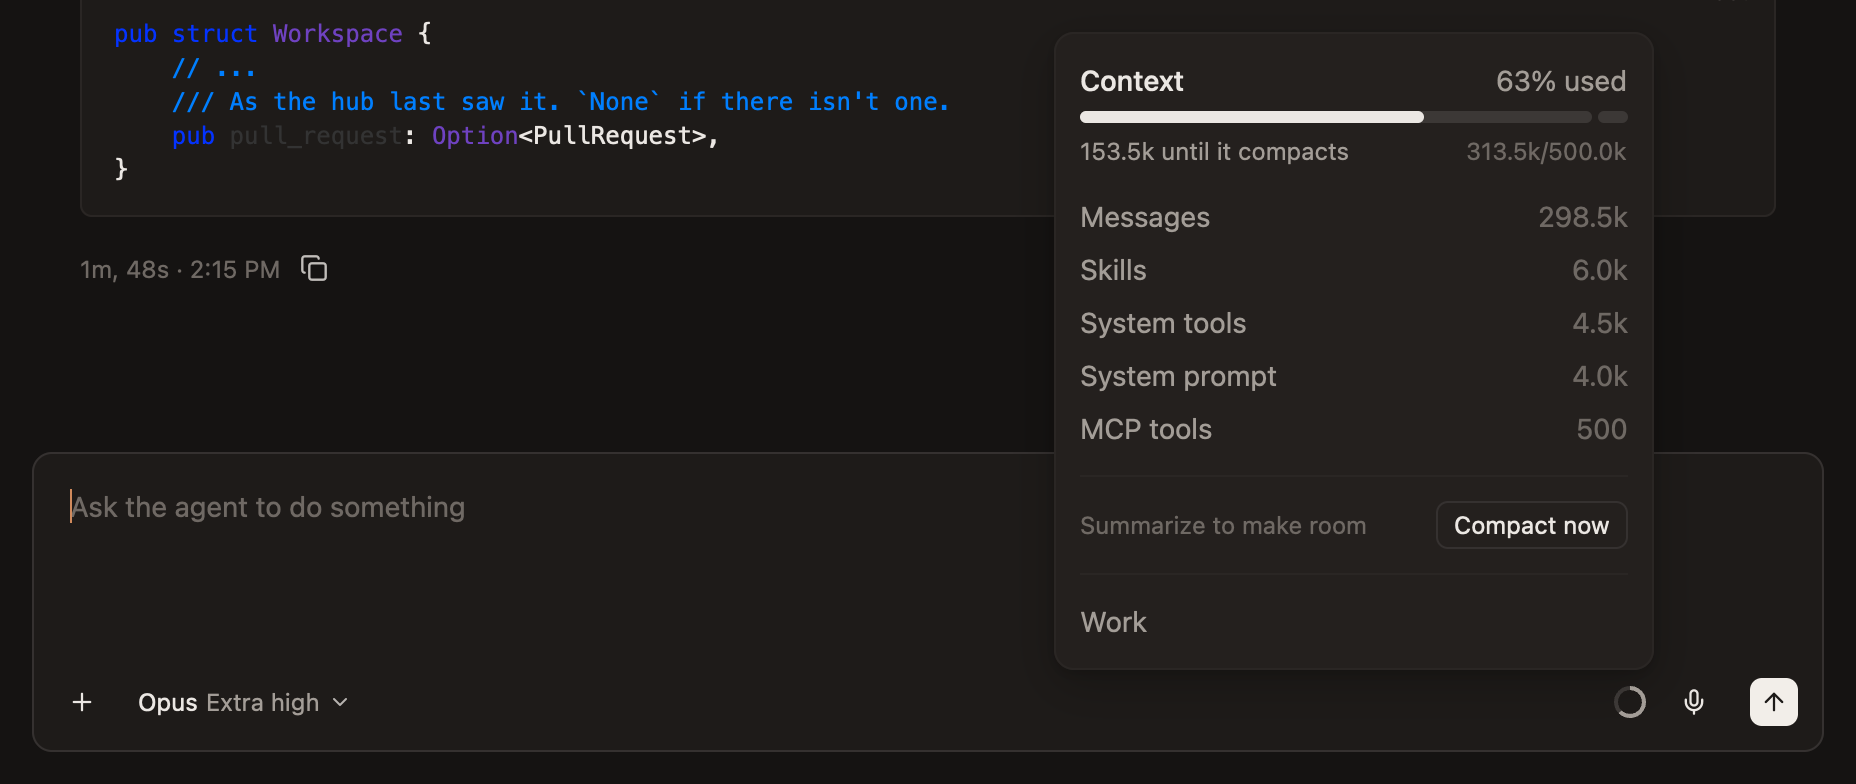 pub struct Workspace {
    // ...
    /// As the hub last saw it. `None` if there isn't one.
    pub pull_request: Option<PullRequest>,
}
1m, 48s · 2:15 PM
Context 63% used
153.5k until it compacts 313.5k/500.0k
Messages 298.5k
Skills 6.0k
System tools 4.5k
System prompt 4.0k
MCP tools 500
Summarize to make room Compact now
Work
Ask the agent to do something
Opus Extra high